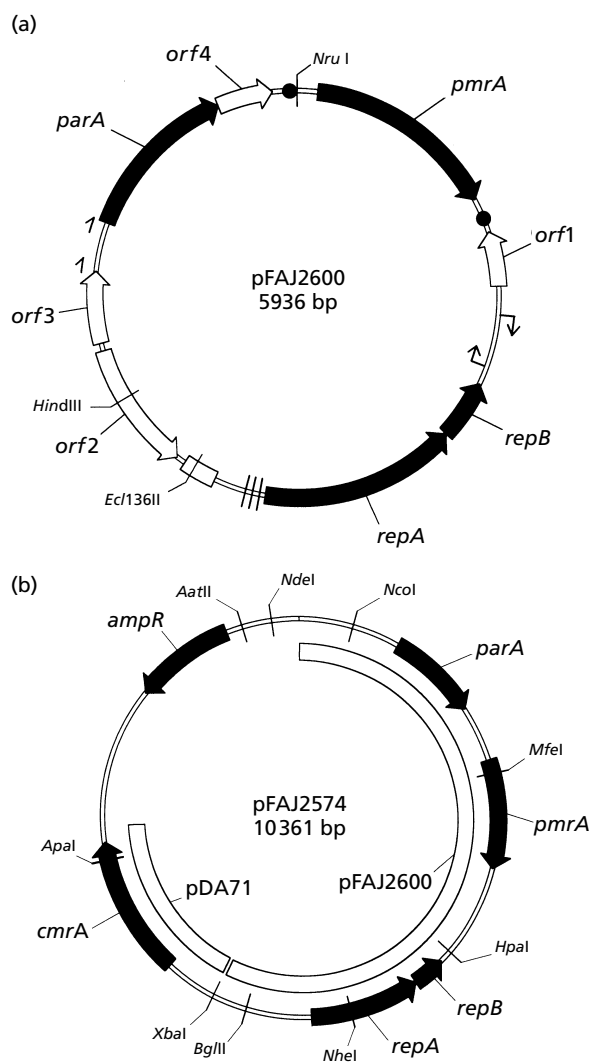 (a)
orf4
Nru I
pmrA
parA
orf1
pFAJ2600
5936 bp
orf3
HindIII
orf2
repB
Ecl136II
repA
(b)
NdeI
AatII
NcoI
ampR
parA
MfeI
pFAJ2574
10361 bp
pmrA
ApaI
pDA71
pFAJ2600
cmrA
HpaI
repB
XbaI
BglII
NheI
repA